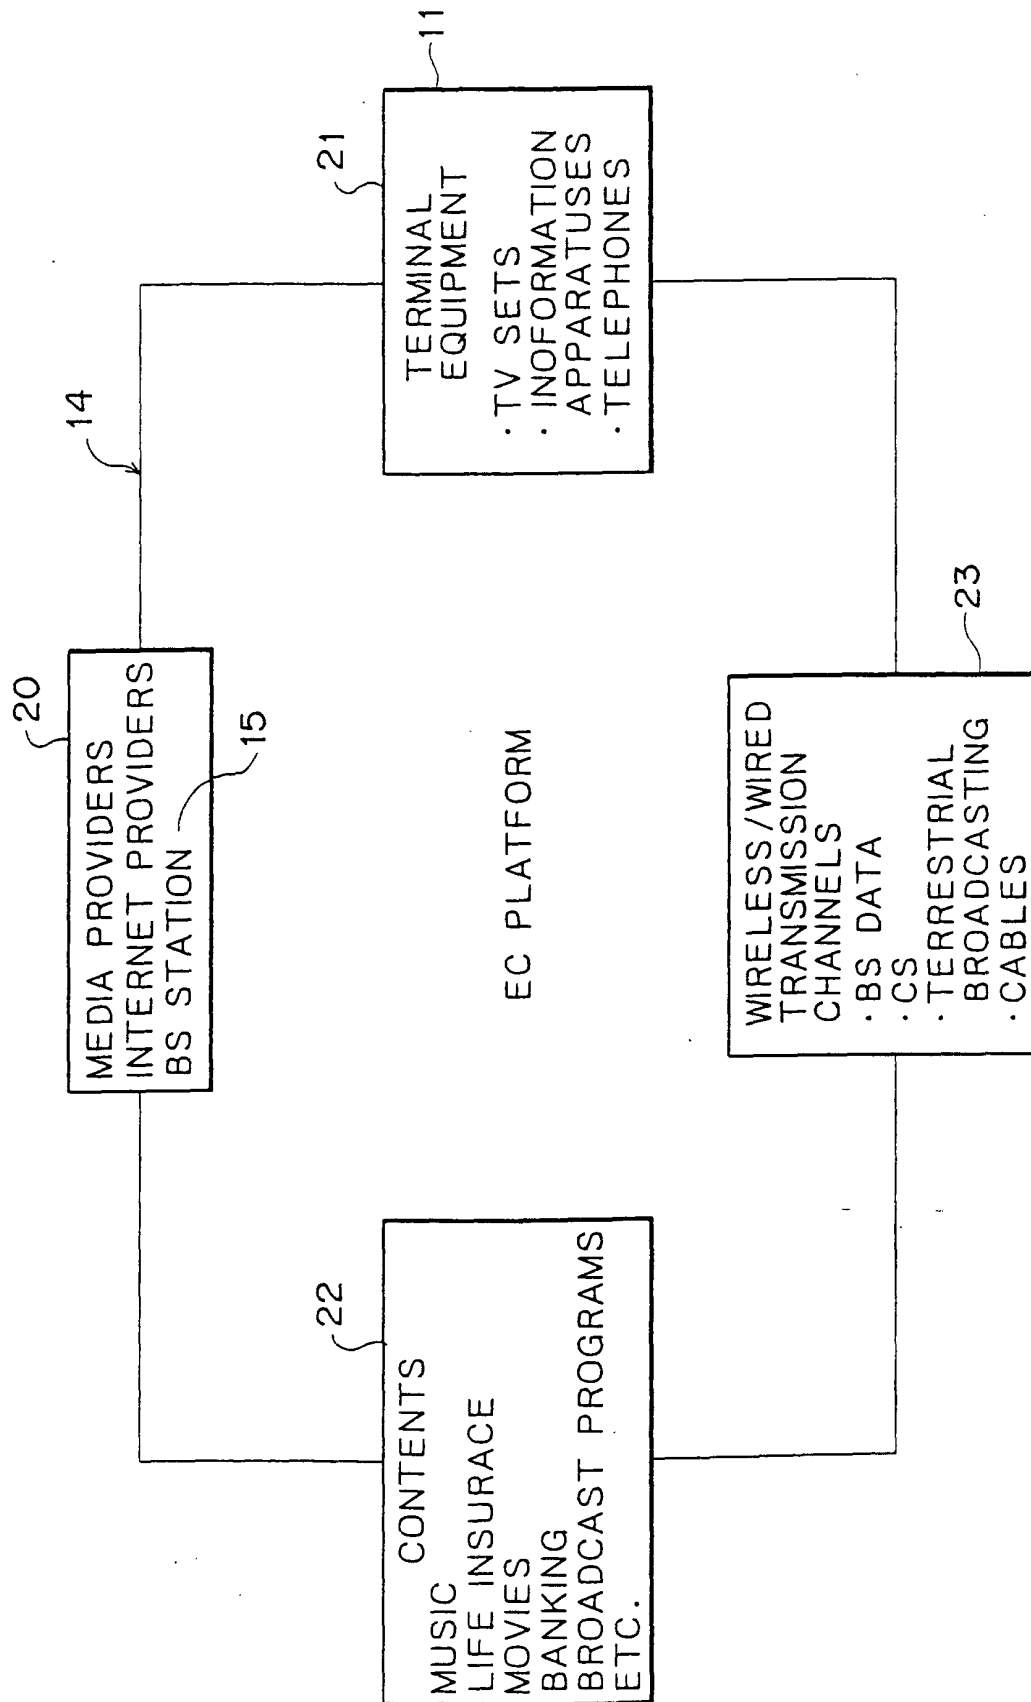 14
20
MEDIA PROVIDERS
INTERNET PROVIDERS
BS STATION
15
22
CONTENTS
MUSIC
LIFE INSURACE
MOVIES
BANKING
BROADCAST PROGRAMS
ETC.
EC PLATFORM
21
11
TERMINAL
EQUIPMENT
· TV SETS
· INOFORMATION
APPARATUSES
· TELEPHONES
23
WIRELESS/WIRED
TRANSMISSION
CHANNELS
· BS DATA
· CS
· TERRESTRIAL
BROADCASTING
· CABLES